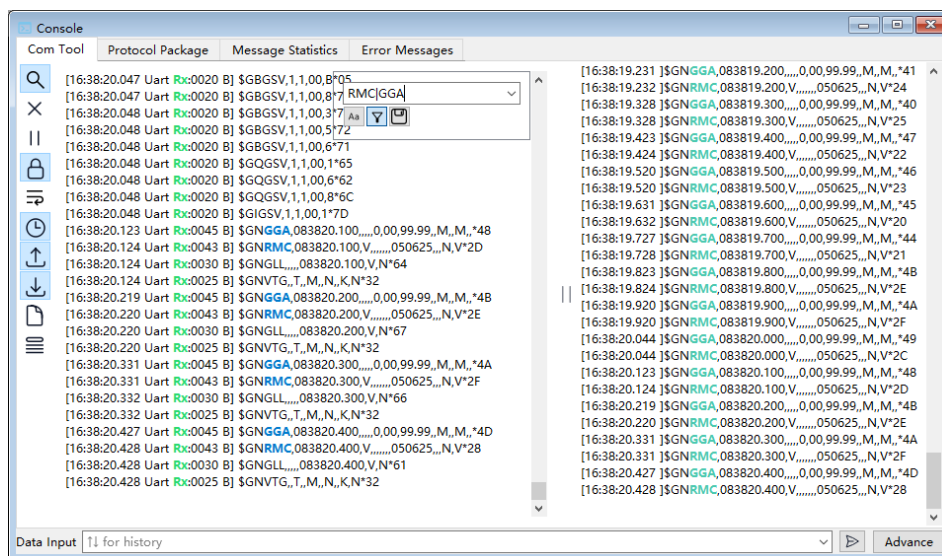 Console
Com Tool Protocol Package Message Statistics Error Messages
[16:38:20.047 Uart Rx:0020 B] $GBGSV,1,1,00,B*05
[16:38:20.047 Uart Rx:0020 B] $GBGSV,1,1,00,8*7
[16:38:20.048 Uart Rx:0020 B] $GBGSV,1,1,00,3*7
[16:38:20.048 Uart Rx:0020 B] $GBGSV,1,1,00,5*72
[16:38:20.048 Uart Rx:0020 B] $GBGSV,1,1,00,6*71
[16:38:20.048 Uart Rx:0020 B] $GQGSV,1,1,00,1*65
[16:38:20.048 Uart Rx:0020 B] $GQGSV,1,1,00,6*62
[16:38:20.048 Uart Rx:0020 B] $GQGSV,1,1,00,8*6C
[16:38:20.048 Uart Rx:0020 B] $GIGSV,1,1,00,1*7D
[16:38:20.123 Uart Rx:0045 B] $GNGGA,083820.100,,,,,0,00,99.99,,M,,M,,*48
[16:38:20.124 Uart Rx:0043 B] $GNRMC,083820.100,V,,,,,,,050625,,,N,V*2D
[16:38:20.124 Uart Rx:0030 B] $GNGLL,,,,,083820.100,V,N*64
[16:38:20.124 Uart Rx:0025 B] $GNVTG,,T,,M,,N,,K,N*32
[16:38:20.219 Uart Rx:0045 B] $GNGGA,083820.200,,,,,0,00,99.99,,M,,M,,*4B
[16:38:20.220 Uart Rx:0043 B] $GNRMC,083820.200,V,,,,,,,050625,,,N,V*2E
[16:38:20.220 Uart Rx:0030 B] $GNGLL,,,,,083820.200,V,N*67
[16:38:20.220 Uart Rx:0025 B] $GNVTG,,T,,M,,N,,K,N*32
[16:38:20.331 Uart Rx:0045 B] $GNGGA,083820.300,,,,,0,00,99.99,,M,,M,,*4A
[16:38:20.331 Uart Rx:0043 B] $GNRMC,083820.300,V,,,,,,,050625,,,N,V*2F
[16:38:20.332 Uart Rx:0030 B] $GNGLL,,,,,083820.300,V,N*66
[16:38:20.332 Uart Rx:0025 B] $GNVTG,,T,,M,,N,,K,N*32
[16:38:20.427 Uart Rx:0045 B] $GNGGA,083820.400,,,,,0,00,99.99,,M,,M,,*4D
[16:38:20.428 Uart Rx:0043 B] $GNRMC,083820.400,V,,,,,,,050625,,,N,V*28
[16:38:20.428 Uart Rx:0030 B] $GNGLL,,,,,083820.400,V,N*61
[16:38:20.428 Uart Rx:0025 B] $GNVTG,,T,,M,,N,,K,N*32
RMC|GGA
Aa
[16:38:19.231 ]$GNGGA,083819.200,,,,,0,00,99.99,,M,,M,,*41
[16:38:19.232 ]$GNRMC,083819.200,V,,,,,,,050625,,,N,V*24
[16:38:19.328 ]$GNGGA,083819.300,,,,,0,00,99.99,,M,,M,,*40
[16:38:19.328 ]$GNRMC,083819.300,V,,,,,,,050625,,,N,V*25
[16:38:19.423 ]$GNGGA,083819.400,,,,,0,00,99.99,,M,,M,,*47
[16:38:19.424 ]$GNRMC,083819.400,V,,,,,,,050625,,,N,V*22
[16:38:19.520 ]$GNGGA,083819.500,,,,,0,00,99.99,,M,,M,,*46
[16:38:19.520 ]$GNRMC,083819.500,V,,,,,,,050625,,,N,V*23
[16:38:19.631 ]$GNGGA,083819.600,,,,,0,00,99.99,,M,,M,,*45
[16:38:19.632 ]$GNRMC,083819.600,V,,,,,,,050625,,,N,V*20
[16:38:19.727 ]$GNGGA,083819.700,,,,,0,00,99.99,,M,,M,,*44
[16:38:19.728 ]$GNRMC,083819.700,V,,,,,,,050625,,,N,V*21
[16:38:19.823 ]$GNGGA,083819.800,,,,,0,00,99.99,,M,,M,,*4B
[16:38:19.824 ]$GNRMC,083819.800,V,,,,,,,050625,,,N,V*2E
[16:38:19.920 ]$GNGGA,083819.900,,,,,0,00,99.99,,M,,M,,*4A
[16:38:19.920 ]$GNRMC,083819.900,V,,,,,,,050625,,,N,V*2F
[16:38:20.044 ]$GNGGA,083820.000,,,,,0,00,99.99,,M,,M,,*49
[16:38:20.044 ]$GNRMC,083820.000,V,,,,,,,050625,,,N,V*2C
[16:38:20.123 ]$GNGGA,083820.100,,,,,0,00,99.99,,M,,M,,*48
[16:38:20.124 ]$GNRMC,083820.100,V,,,,,,,050625,,,N,V*2D
[16:38:20.219 ]$GNGGA,083820.200,,,,,0,00,99.99,,M,,M,,*4B
[16:38:20.220 ]$GNRMC,083820.200,V,,,,,,,050625,,,N,V*2E
[16:38:20.331 ]$GNGGA,083820.300,,,,,0,00,99.99,,M,,M,,*4A
[16:38:20.331 ]$GNRMC,083820.300,V,,,,,,,050625,,,N,V*2F
[16:38:20.427 ]$GNGGA,083820.400,,,,,0,00,99.99,,M,,M,,*4D
[16:38:20.428 ]$GNRMC,083820.400,V,,,,,,,050625,,,N,V*28
Data Input ↑↓ for history Advance